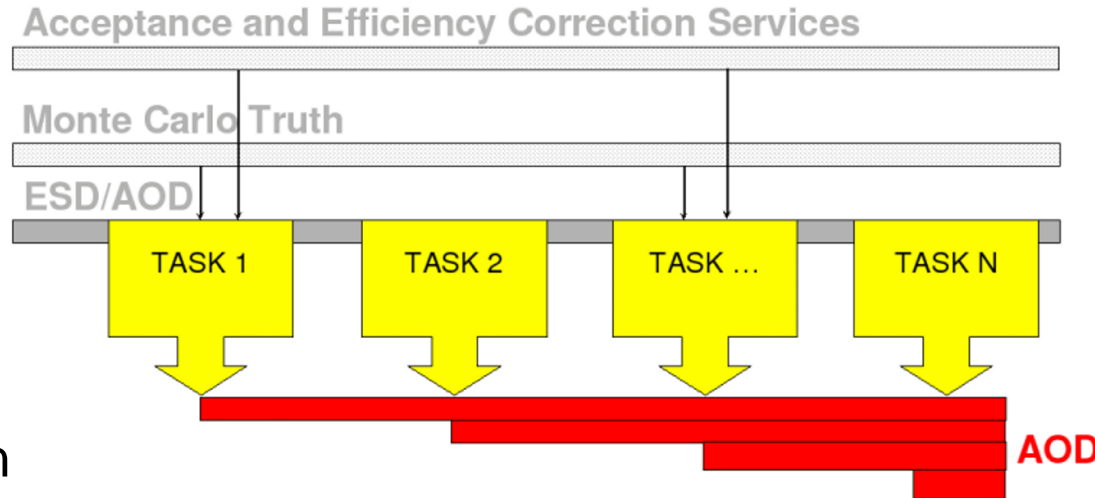 Acceptance and Efficiency Correction Services
Monte Carlo Truth
ESD/AOD
TASK 1
TASK 2
TASK ...
TASK N
AOD
n